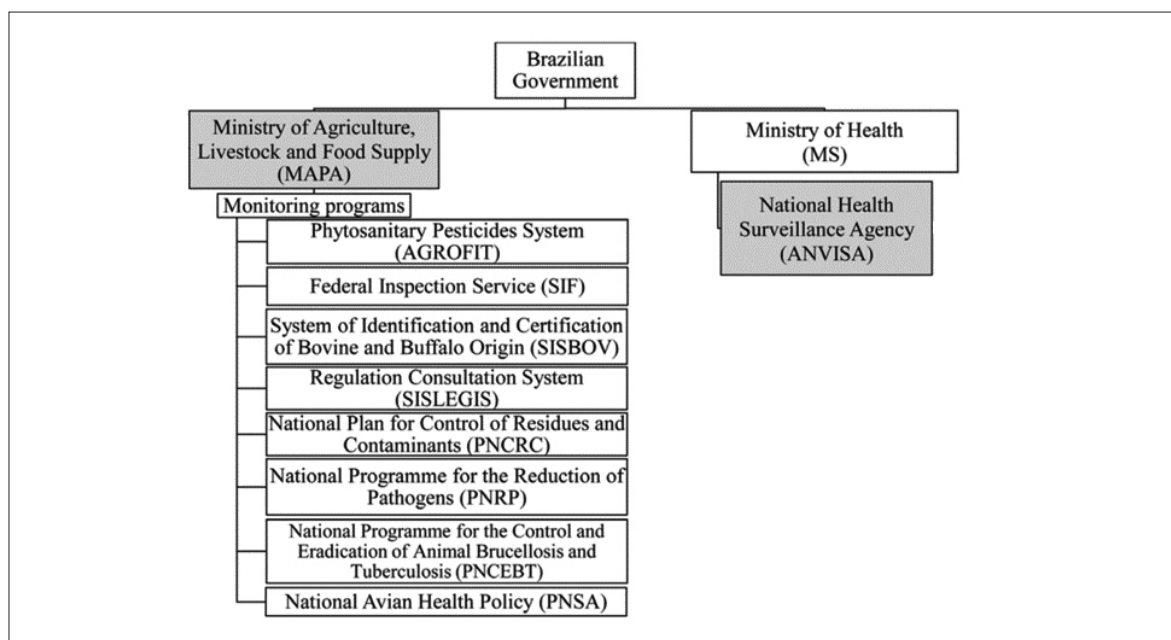 Brazilian
Government
Ministry of Agriculture,
Livestock and Food Supply
(MAPA)
Ministry of Health
(MS)
Monitoring programs
National Health
Surveillance Agency
(ANVISA)
Phytosanitary Pesticides System
(AGROFIT)
Federal Inspection Service (SIF)
System of Identification and Certification
of Bovine and Buffalo Origin (SISBOV)
Regulation Consultation System
(SISLEGIS)
National Plan for Control of Residues and
Contaminants (PNCRC)
National Programme for the Reduction of
Pathogens (PNRP)
National Programme for the Control and
Eradication of Animal Brucellosis and
Tuberculosis (PNCEBT)
National Avian Health Policy (PNSA)